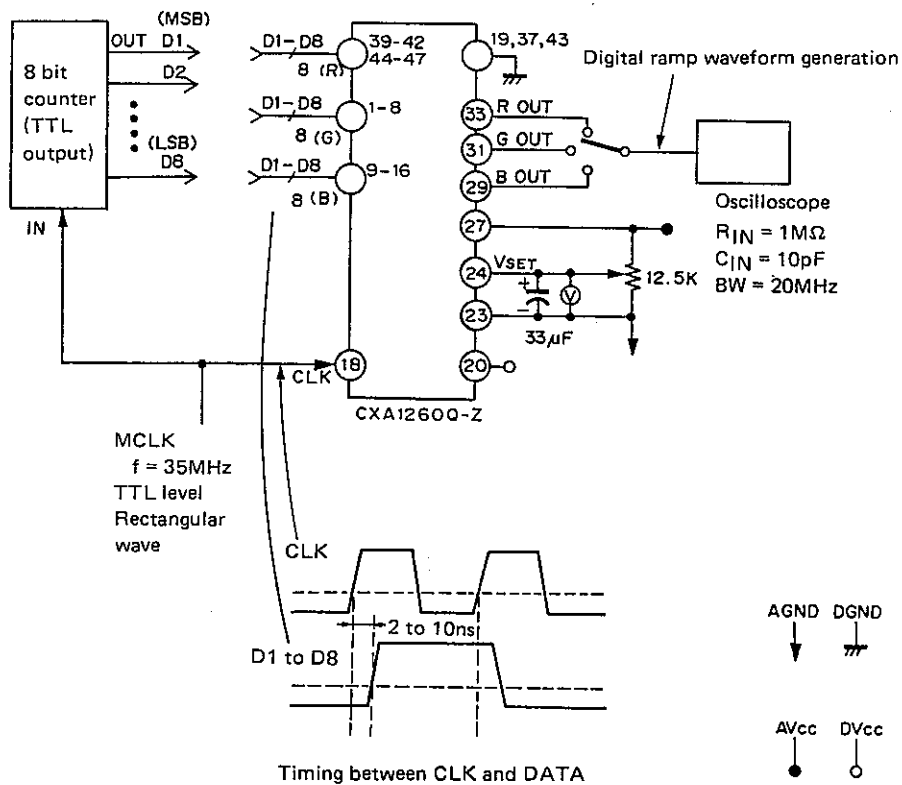 (MSB)
OUT D1
D2
8 bit
counter
(TTL
output)
(LSB)
D8
IN
D1-D8
8 (R)
39-42
44-47
D1-D8
8 (G)
1-8
D1-D8
8 (B)
9-16
19,37,43
33 R OUT
31 G OUT
29 B OUT
27
24 VSET
23
20
18
CLK
CXA1260Q-Z
Digital ramp waveform generation
Oscilloscope
RIN = 1MΩ
CIN = 10pF
BW = 20MHz
12.5K
+
V
−
33μF
MCLK
f = 35MHz
TTL level
Rectangular
wave
CLK
2 to 10ns
D1 to D8
Timing between CLK and DATA
AGND DGND
AVcc DVcc